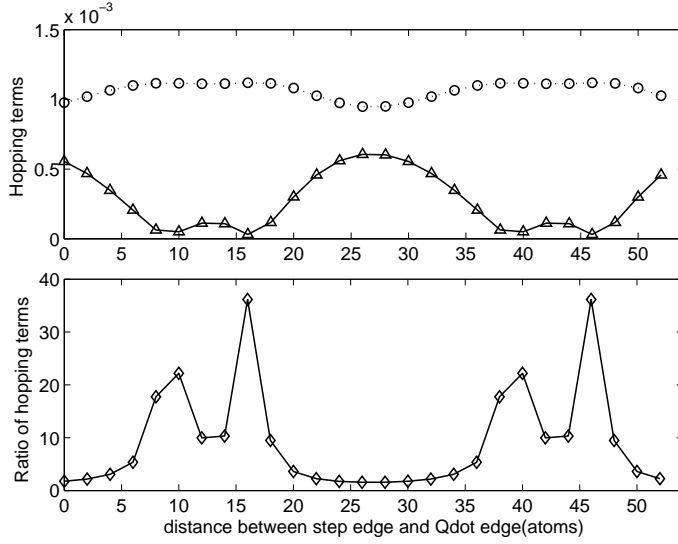 x 10⁻³
1.5
1
0.5
0
Hopping terms
0 5 10 15 20 25 30 35 40 45 50
40
30
20
10
0
Ratio of hopping terms
0 5 10 15 20 25 30 35 40 45 50
distance between step edge and Qdot edge(atoms)